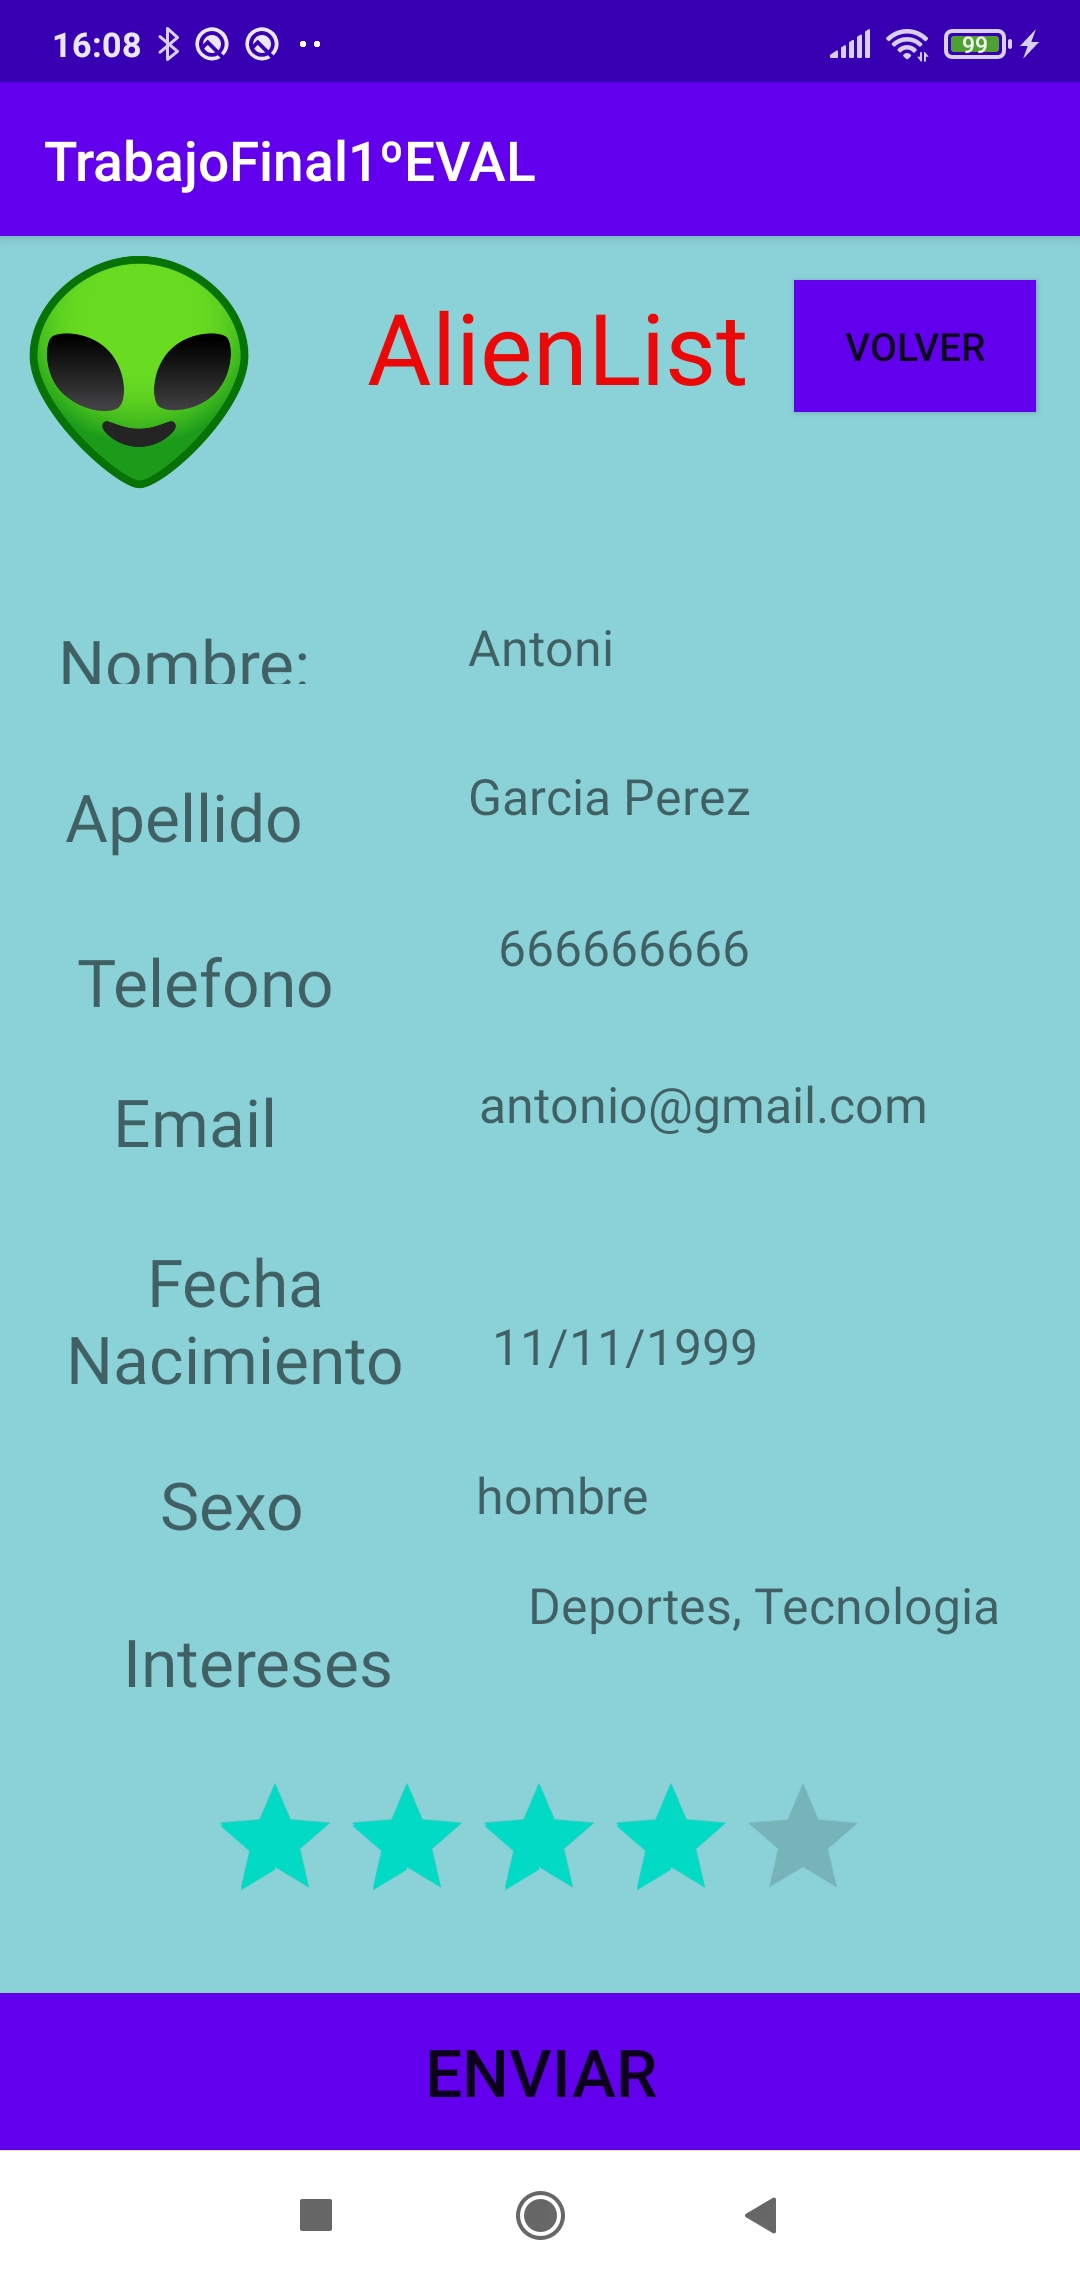 16:08
99
TrabajoFinal1ºEVAL
AlienList
VOLVER
Nombre:
Antoni
Apellido
Garcia Perez
Telefono
666666666
Email
antonio@gmail.com
Fecha
Nacimiento
11/11/1999
Sexo
hombre
Deportes, Tecnologia
Intereses
ENVIAR